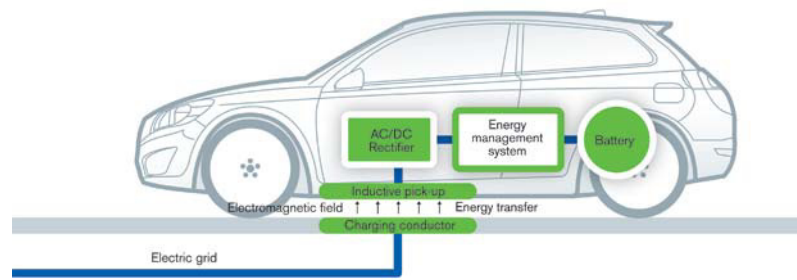 AC/DC
Rectifier
Energy
management
system
Battery
Inductive pick-up
Electromagnetic field
Energy transfer
Charging conductor
Electric grid